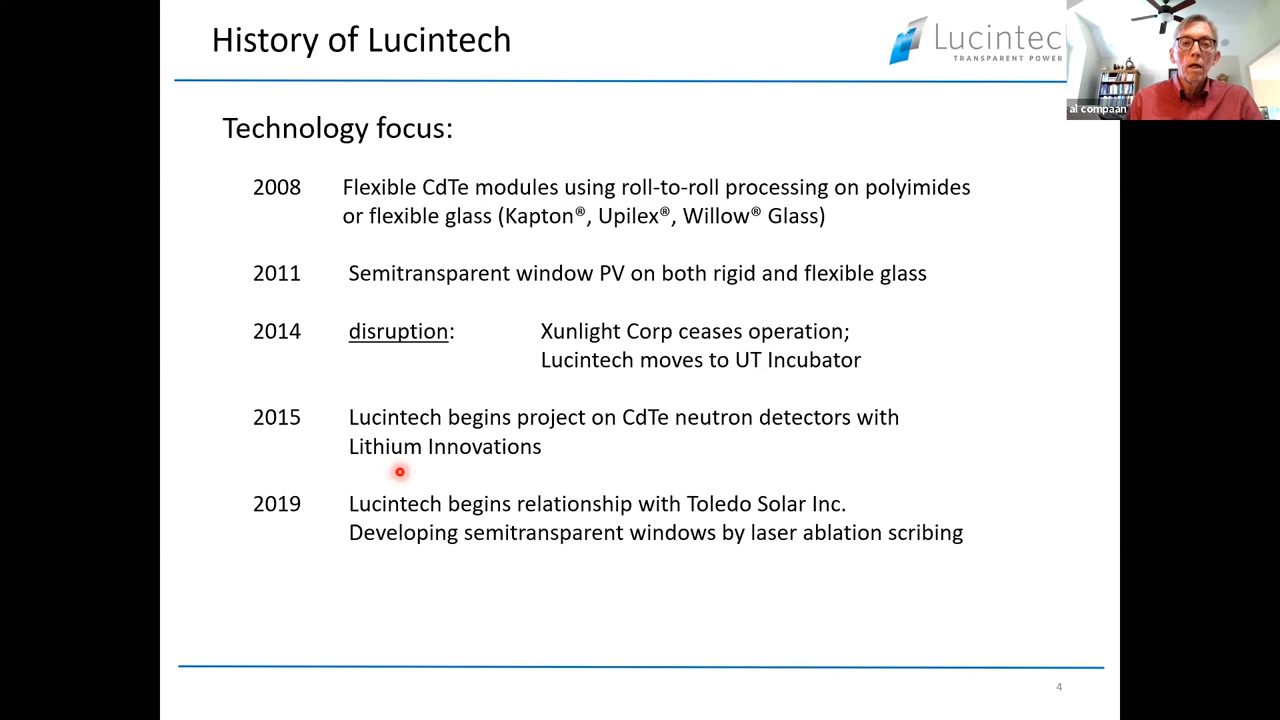 History of Lucintech
Lucintec
TRANSPARENT POWER
al compaan
Technology focus:
2008 Flexible CdTe modules using roll-to-roll processing on polyimides
or flexible glass (Kapton®, Upilex®, Willow® Glass)
2011 Semitransparent window PV on both rigid and flexible glass
2014 disruption: Xunlight Corp ceases operation;
Lucintech moves to UT Incubator
2015 Lucintech begins project on CdTe neutron detectors with
Lithium Innovations
2019 Lucintech begins relationship with Toledo Solar Inc.
Developing semitransparent windows by laser ablation scribing
4